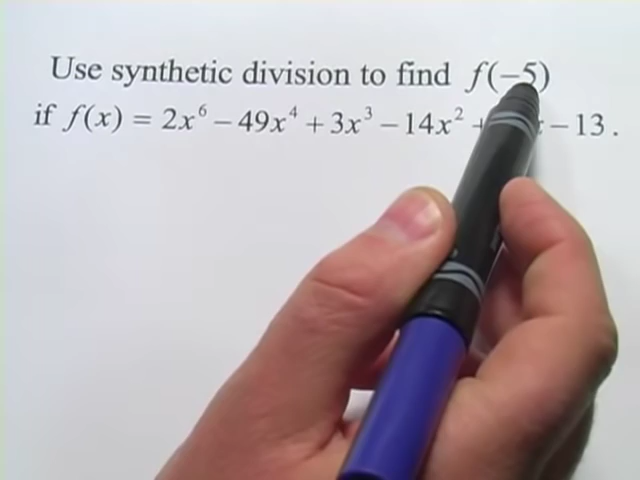 Use synthetic division to find f(−5)
if f(x) = 2x⁶ − 49x⁴ + 3x³ − 14x² + − 13 .